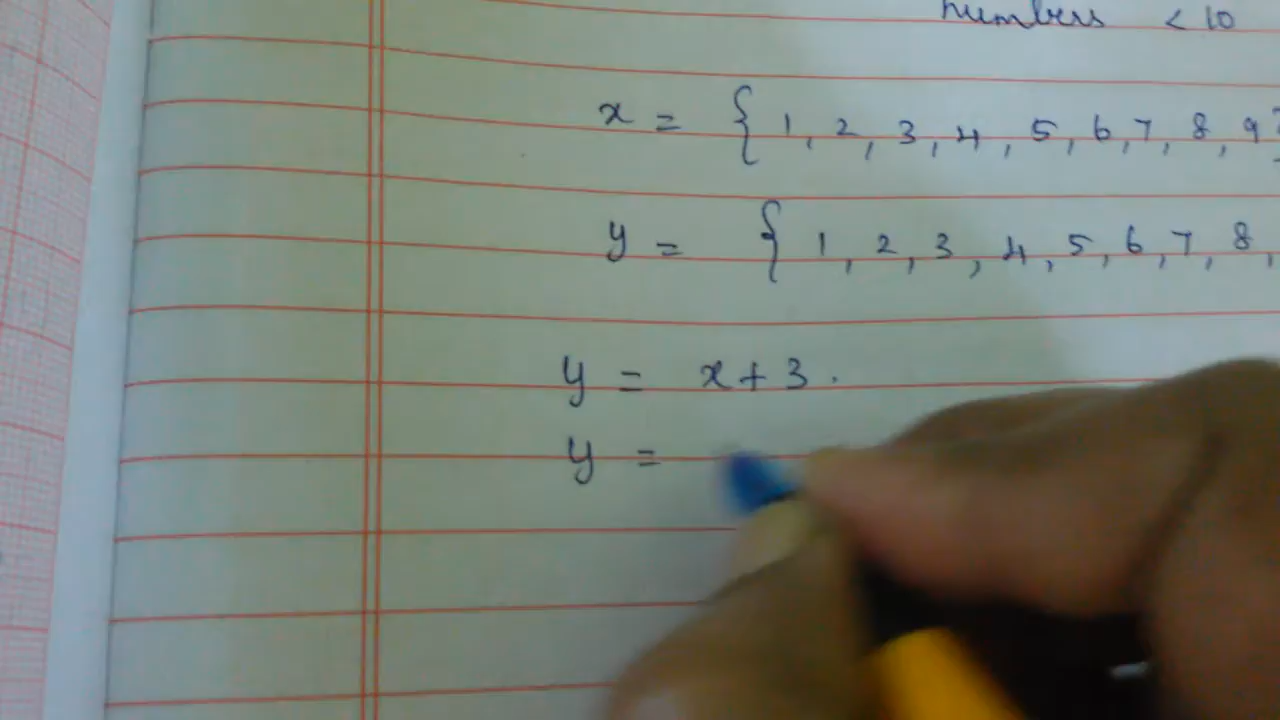 numbers < 10
x = { 1, 2, 3, 4, 5, 6, 7, 8, 9}
y = { 1, 2, 3, 4, 5, 6, 7, 8,
y = x + 3.
y =